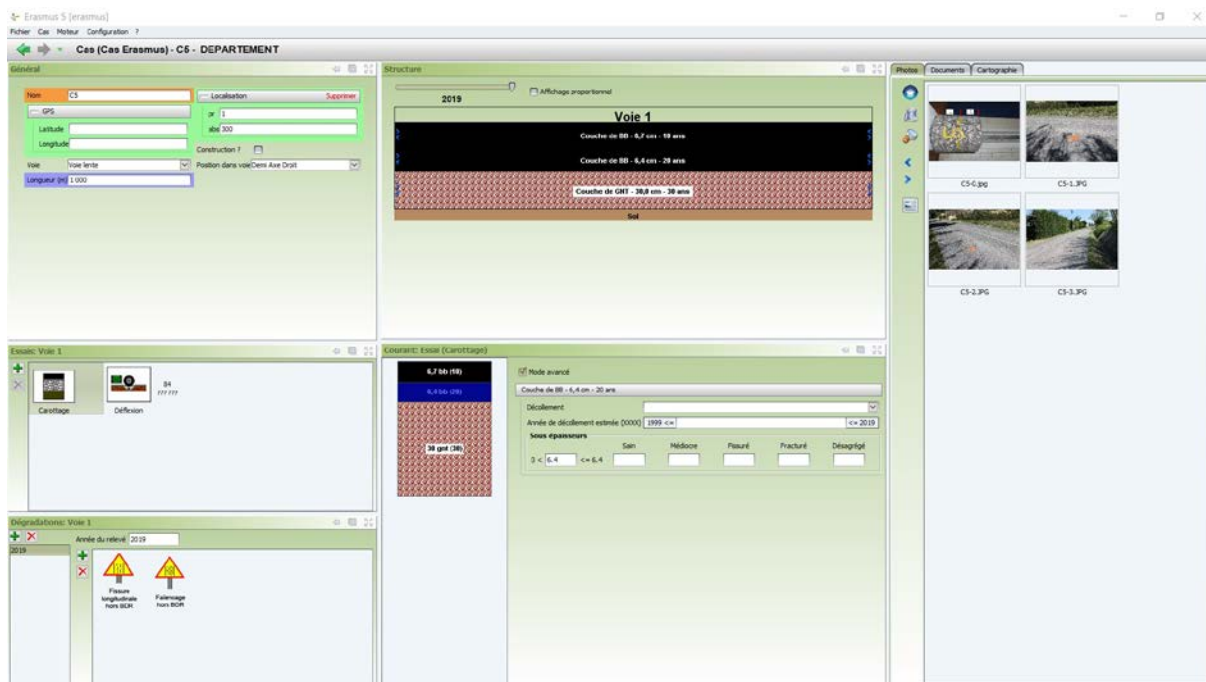 Erasmus 5 [erasmus]
Fichier Cas Moteur Configuration ?
Cas (Cas Erasmus) - C5 - DEPARTEMENT
Général
Nom C5
GPS
Latitude
Longitude
Localisation Supprimer
pr 1
abs 300
Construction ?
Voie Voie lente
Position dans voie Demi Axe Droit
Longueur (m) 1 000
Structure
2019
Affichage proportionnel
Voie 1
Couche de BB - 6,7 cm - 10 ans
Couche de BB - 6,4 cm - 20 ans
Couche de GNT - 30,0 cm - 30 ans
Sol
Photos Documents Cartographie
C5-0.jpg C5-1.JPG
C5-2.JPG C5-3.JPG
Essais: Voie 1
Carottage
Déflexion
84
??? ???
Courant: Essai (Carottage)
6,7 bb (10)
6,4 bb (20)
30 gnt (30)
Mode avancé
Couche de BB - 6,4 cm - 20 ans
Décollement
Année de décollement estimée (XXXX) 1999 <= <= 2019
Sous épaisseurs
Sain Médiocre Fissuré Fracturé Désagrégé
0 < 6.4 <= 6.4
Dégradations: Voie 1
2019
Année du relevé 2019
Fissure
longitudinale
hors BDR
Faïençage
hors BDR